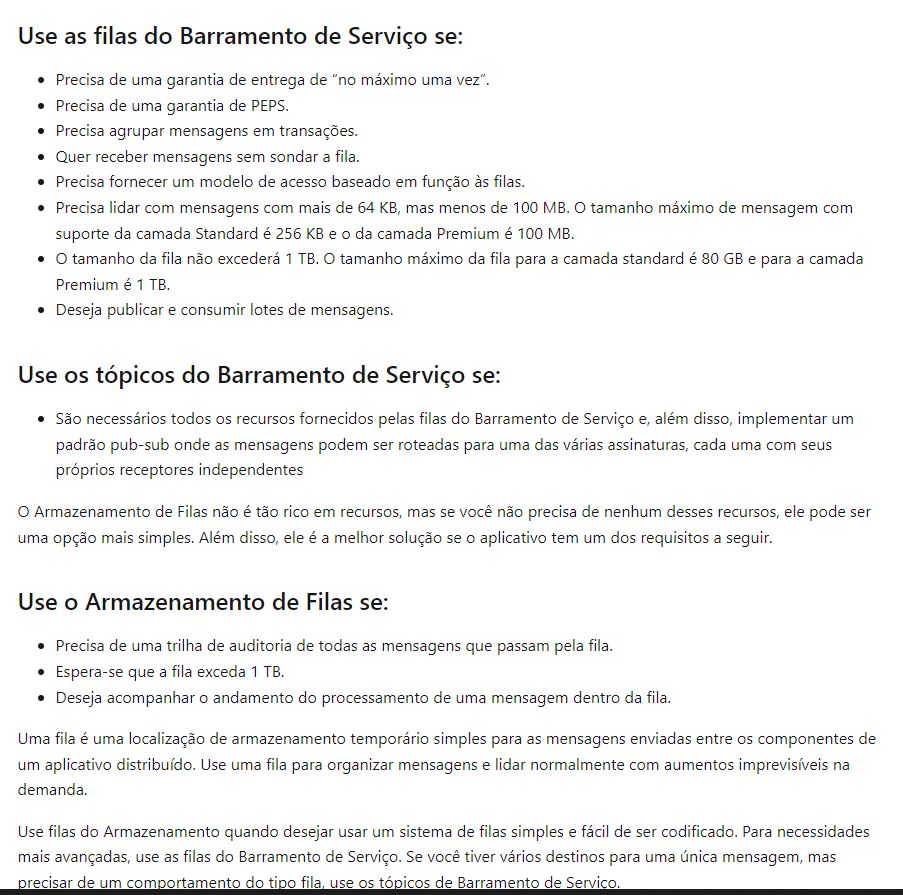 Use as filas do Barramento de Serviço se:
Precisa de uma garantia de entrega de “no máximo uma vez”.
Precisa de uma garantia de PEPS.
Precisa agrupar mensagens em transações.
Quer receber mensagens sem sondar a fila.
Precisa fornecer um modelo de acesso baseado em função às filas.
Precisa lidar com mensagens com mais de 64 KB, mas menos de 100 MB. O tamanho máximo de mensagem com
suporte da camada Standard é 256 KB e o da camada Premium é 100 MB.
O tamanho da fila não excederá 1 TB. O tamanho máximo da fila para a camada standard é 80 GB e para a camada
Premium é 1 TB.
Deseja publicar e consumir lotes de mensagens.
Use os tópicos do Barramento de Serviço se:
São necessários todos os recursos fornecidos pelas filas do Barramento de Serviço e, além disso, implementar um
padrão pub-sub onde as mensagens podem ser roteadas para uma das várias assinaturas, cada uma com seus
próprios receptores independentes
O Armazenamento de Filas não é tão rico em recursos, mas se você não precisa de nenhum desses recursos, ele pode ser
uma opção mais simples. Além disso, ele é a melhor solução se o aplicativo tem um dos requisitos a seguir.
Use o Armazenamento de Filas se:
Precisa de uma trilha de auditoria de todas as mensagens que passam pela fila.
Espera-se que a fila exceda 1 TB.
Deseja acompanhar o andamento do processamento de uma mensagem dentro da fila.
Uma fila é uma localização de armazenamento temporário simples para as mensagens enviadas entre os componentes de
um aplicativo distribuído. Use uma fila para organizar mensagens e lidar normalmente com aumentos imprevisíveis na
demanda.
Use filas do Armazenamento quando desejar usar um sistema de filas simples e fácil de ser codificado. Para necessidades
mais avançadas, use as filas do Barramento de Serviço. Se você tiver vários destinos para uma única mensagem, mas
precisar de um comportamento do tipo fila, use os tópicos de Barramento de Serviço.